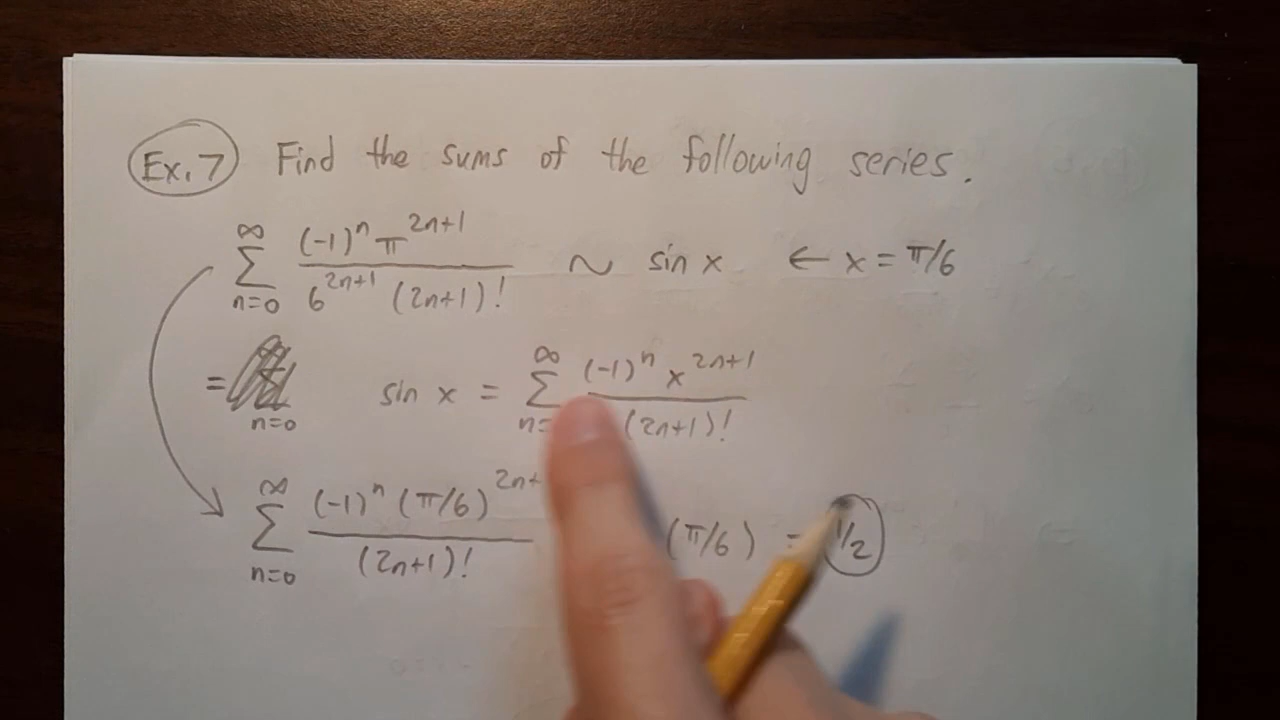 Ex. 7 Find the sums of the following series.
∞ ∑ n=0 (-1)^n π^{2n+1} / 6^{2n+1} (2n+1)! ~ sin x ← x = π/6
= n=0 sin x = ∞ ∑ n= (-1)^n x^{2n+1} / (2n+1)!
∞ ∑ n=0 (-1)^n (π/6)^{2n+} / (2n+1)! (π/6) = 1/2